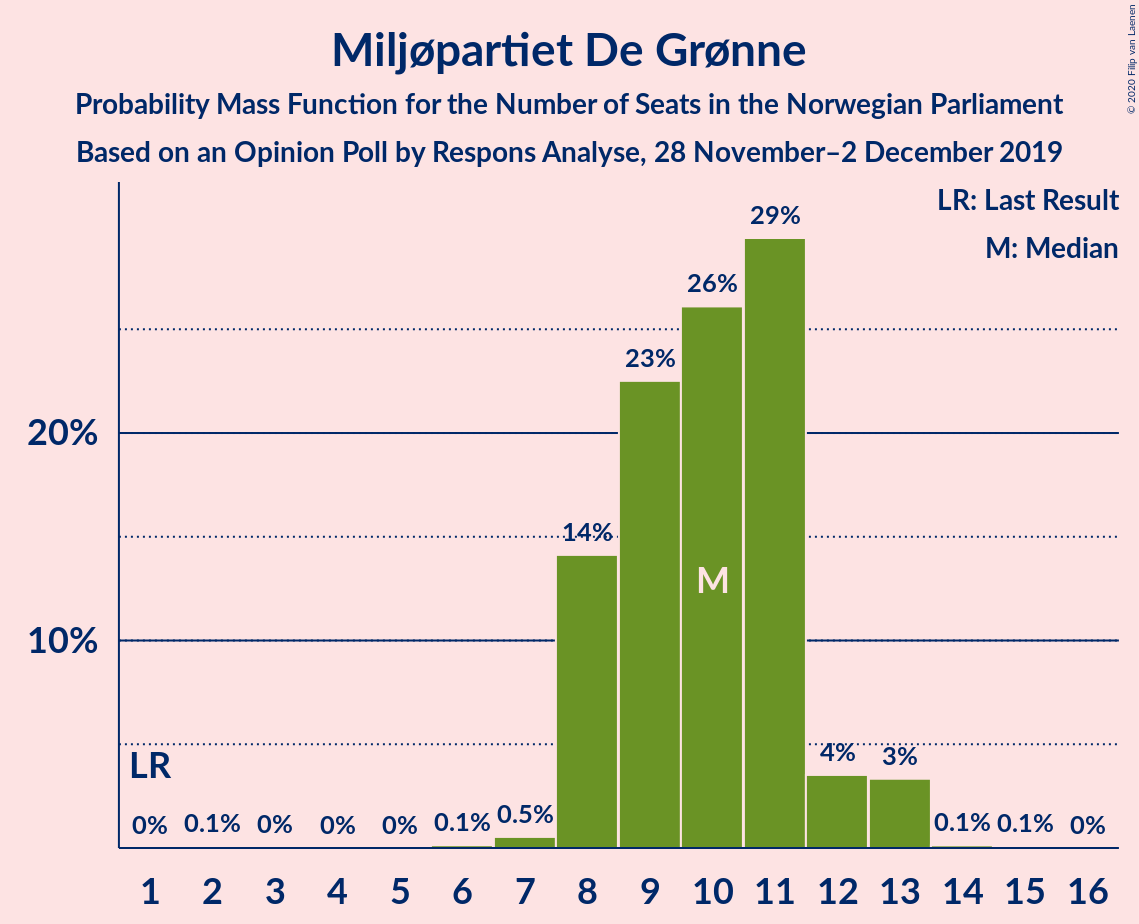 Miljøpartiet De Grønne
Probability Mass Function for the Number of Seats in the Norwegian Parliament
Based on an Opinion Poll by Respons Analyse, 28 November–2 December 2019
© 2020 Filip van Laenen
LR: Last Result
M: Median
29%
26%
23%
20%
14%
M
10%
LR
4% 3%
0% 0.1% 0% 0% 0% 0.1% 0.5% 0.1% 0.1% 0%
1 2 3 4 5 6 7 8 9 10 11 12 13 14 15 16